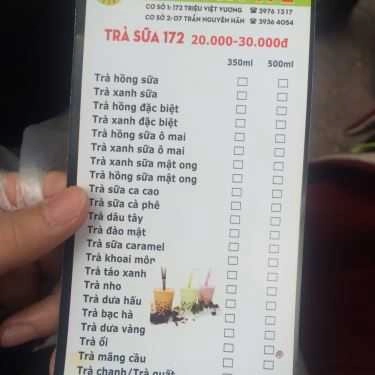 CƠ SỞ 1: 172 TRIỆU VIỆT VƯƠNG ☎ 3976 1317
CƠ SỞ 2: 07 TRẦN NGUYÊN HÃN ☎ 3936 4054
TRÀ SỮA 172 20.000-30.000đ
350ml 500ml
Trà hồng sữa
Trà xanh sữa
Trà hồng đặc biệt
Trà xanh đặc biệt
Trà hồng sữa ô mai
Trà xanh sữa ô mai
Trà xanh sữa mật ong
Trà hồng sữa mật ong
Trà sữa ca cao
Trà sữa cà phê
Trà dâu tây
Trà đào mật
Trà sữa caramel
Trà khoai môn
Trà táo xanh
Trà nho
Trà dưa hấu
Trà bạc hà
Trà dưa vàng
Trà ổi
Trà mãng cầu
Trà chanh/Trà quất